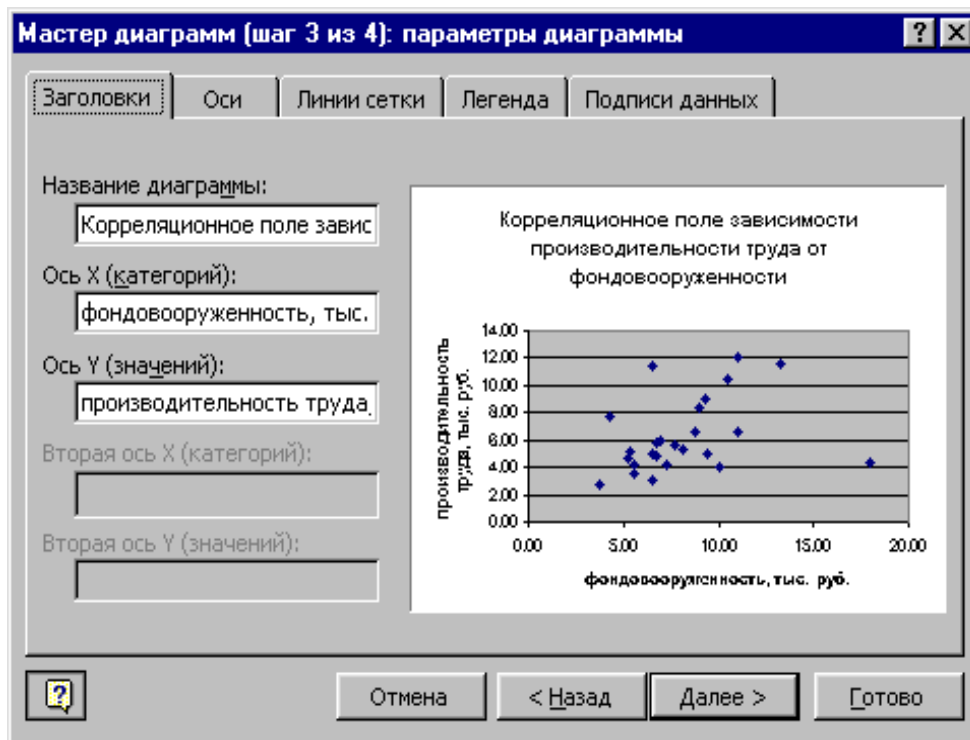 Мастер диаграмм (шаг 3 из 4): параметры диаграммы
Заголовки
Оси
Линии сетки
Легенда
Подписи данных
Название диаграммы:
Корреляционное поле завис
Ось X (категорий):
фондовооруженность, тыс.
Ось Y (значений):
производительность труда,
Вторая ось X (категорий):
Вторая ось Y (значений):
Корреляционное поле зависимости
производительности труда от
фондовооруженности
производительность
труда, тыс. руб.
14.00
12.00
10.00
8.00
6.00
4.00
2.00
0.00
0.00 5.00 10.00 15.00 20.00
фондовооруженность, тыс. руб.
Отмена
< Назад
Далее >
Готово